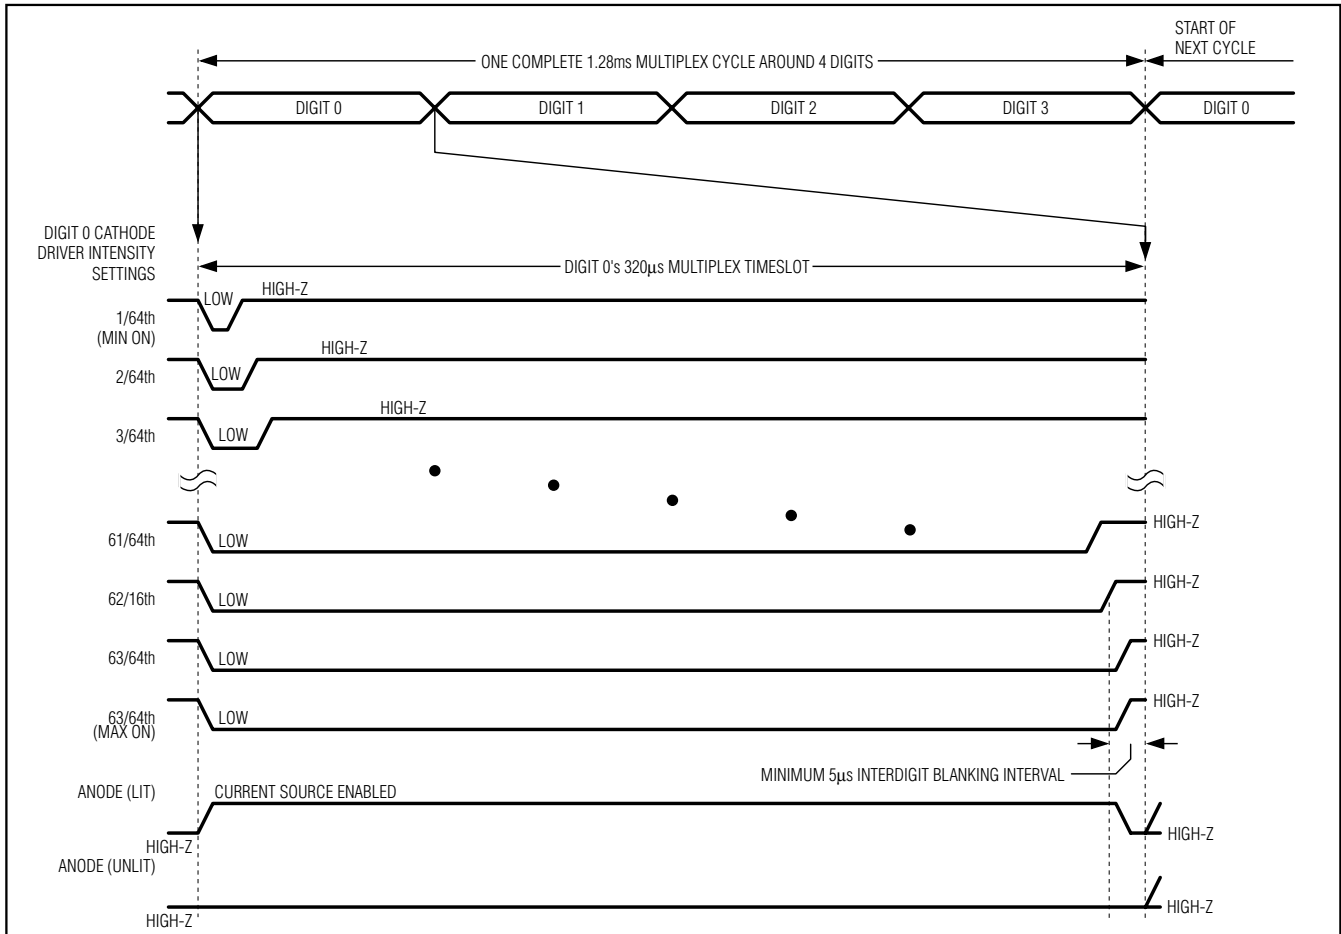 START OF
NEXT CYCLE
ONE COMPLETE 1.28ms MULTIPLEX CYCLE AROUND 4 DIGITS
DIGIT 0 DIGIT 1 DIGIT 2 DIGIT 3 DIGIT 0
DIGIT 0 CATHODE
DRIVER INTENSITY
SETTINGS
DIGIT 0's 320μs MULTIPLEX TIMESLOT
LOW HIGH-Z
1/64th
(MIN ON)
HIGH-Z
2/64th LOW
HIGH-Z
3/64th LOW
HIGH-Z
61/64th LOW
HIGH-Z
62/16th LOW
HIGH-Z
63/64th LOW
HIGH-Z
63/64th LOW
(MAX ON)
MINIMUM 5μs INTERDIGIT BLANKING INTERVAL
ANODE (LIT) CURRENT SOURCE ENABLED
HIGH-Z HIGH-Z
ANODE (UNLIT)
HIGH-Z HIGH-Z